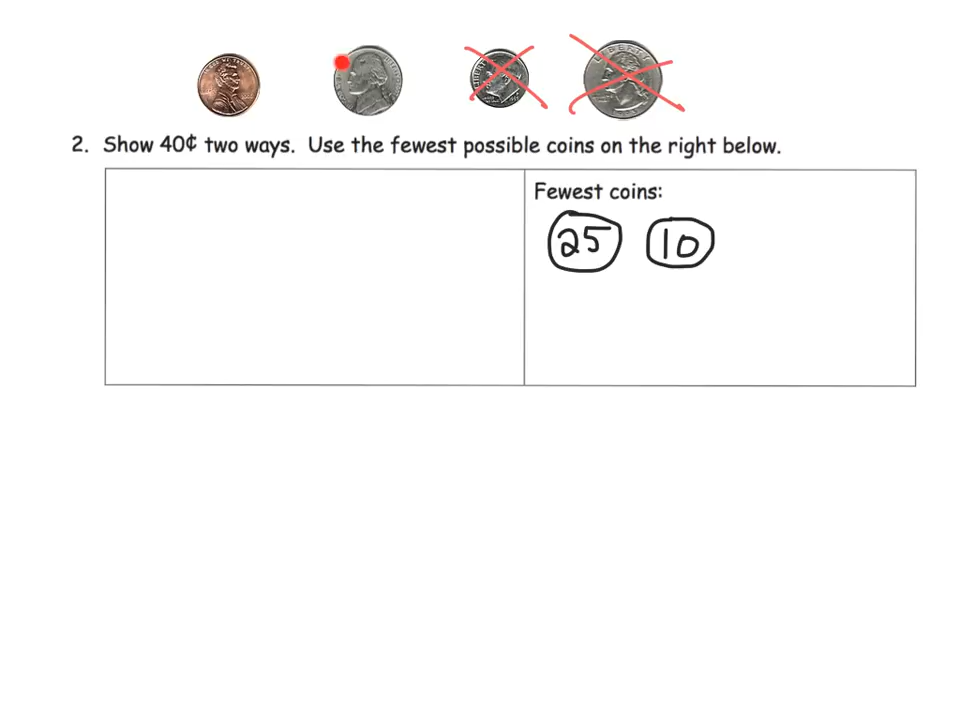 2. Show 40¢ two ways. Use the fewest possible coins on the right below.
Fewest coins:
25 10